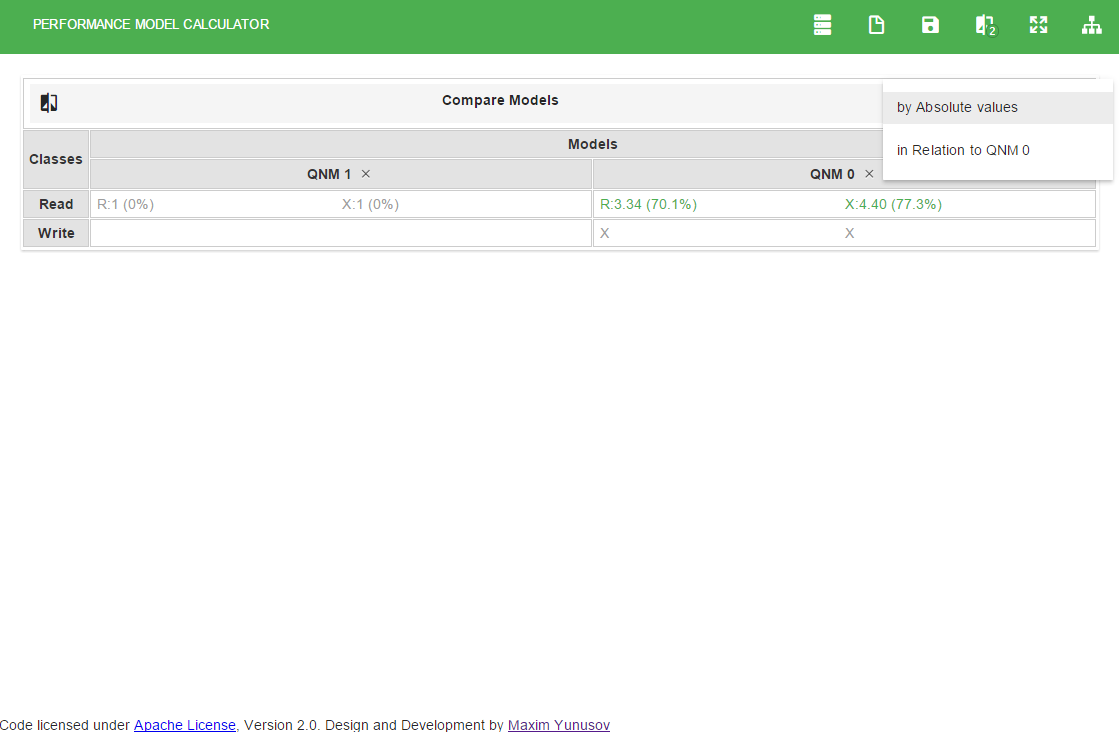 PERFORMANCE MODEL CALCULATOR
2
Compare Models
by Absolute values
in Relation to QNM 0
Classes
Models
QNM 1 ×
QNM 0 ×
Read R:1 (0%) X:1 (0%) R:3.34 (70.1%) X:4.40 (77.3%)
Write X X
Code licensed under Apache License, Version 2.0. Design and Development by Maxim Yunusov